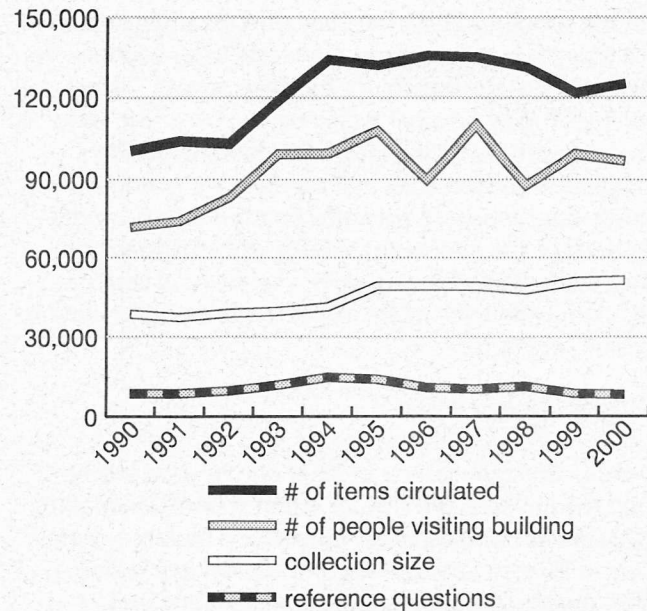 150,000
120,000
90,000
60,000
30,000
0
1990 1991 1992 1993 1994 1995 1996 1997 1998 1999 2000
# of items circulated
# of people visiting building
collection size
reference questions